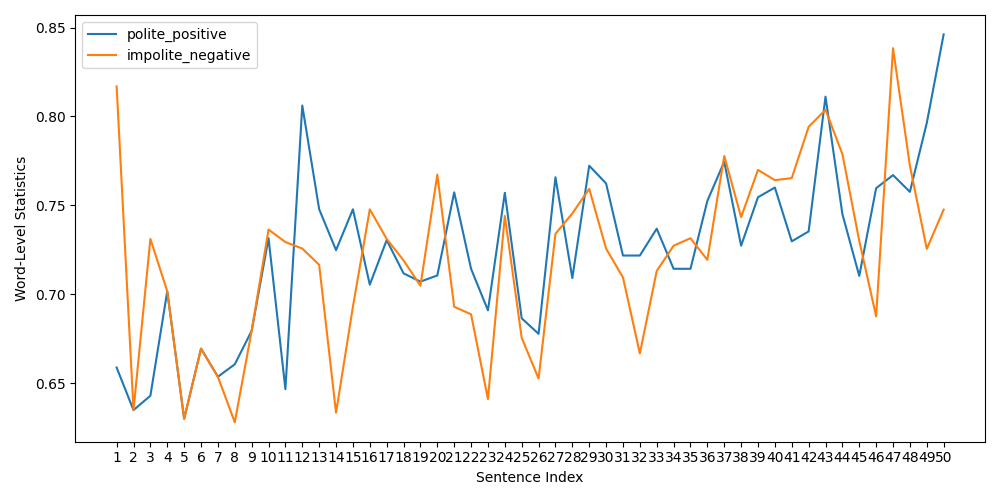 polite_positive
impolite_negative
0.85
0.80
0.75
0.70
0.65
Word-Level Statistics
1 2 3 4 5 6 7 8 9 10 11 12 13 14 15 16 17 18 19 20 21 22 23 24 25 26 27 28 29 30 31 32 33 34 35 36 37 38 39 40 41 42 43 44 45 46 47 48 49 50
Sentence Index